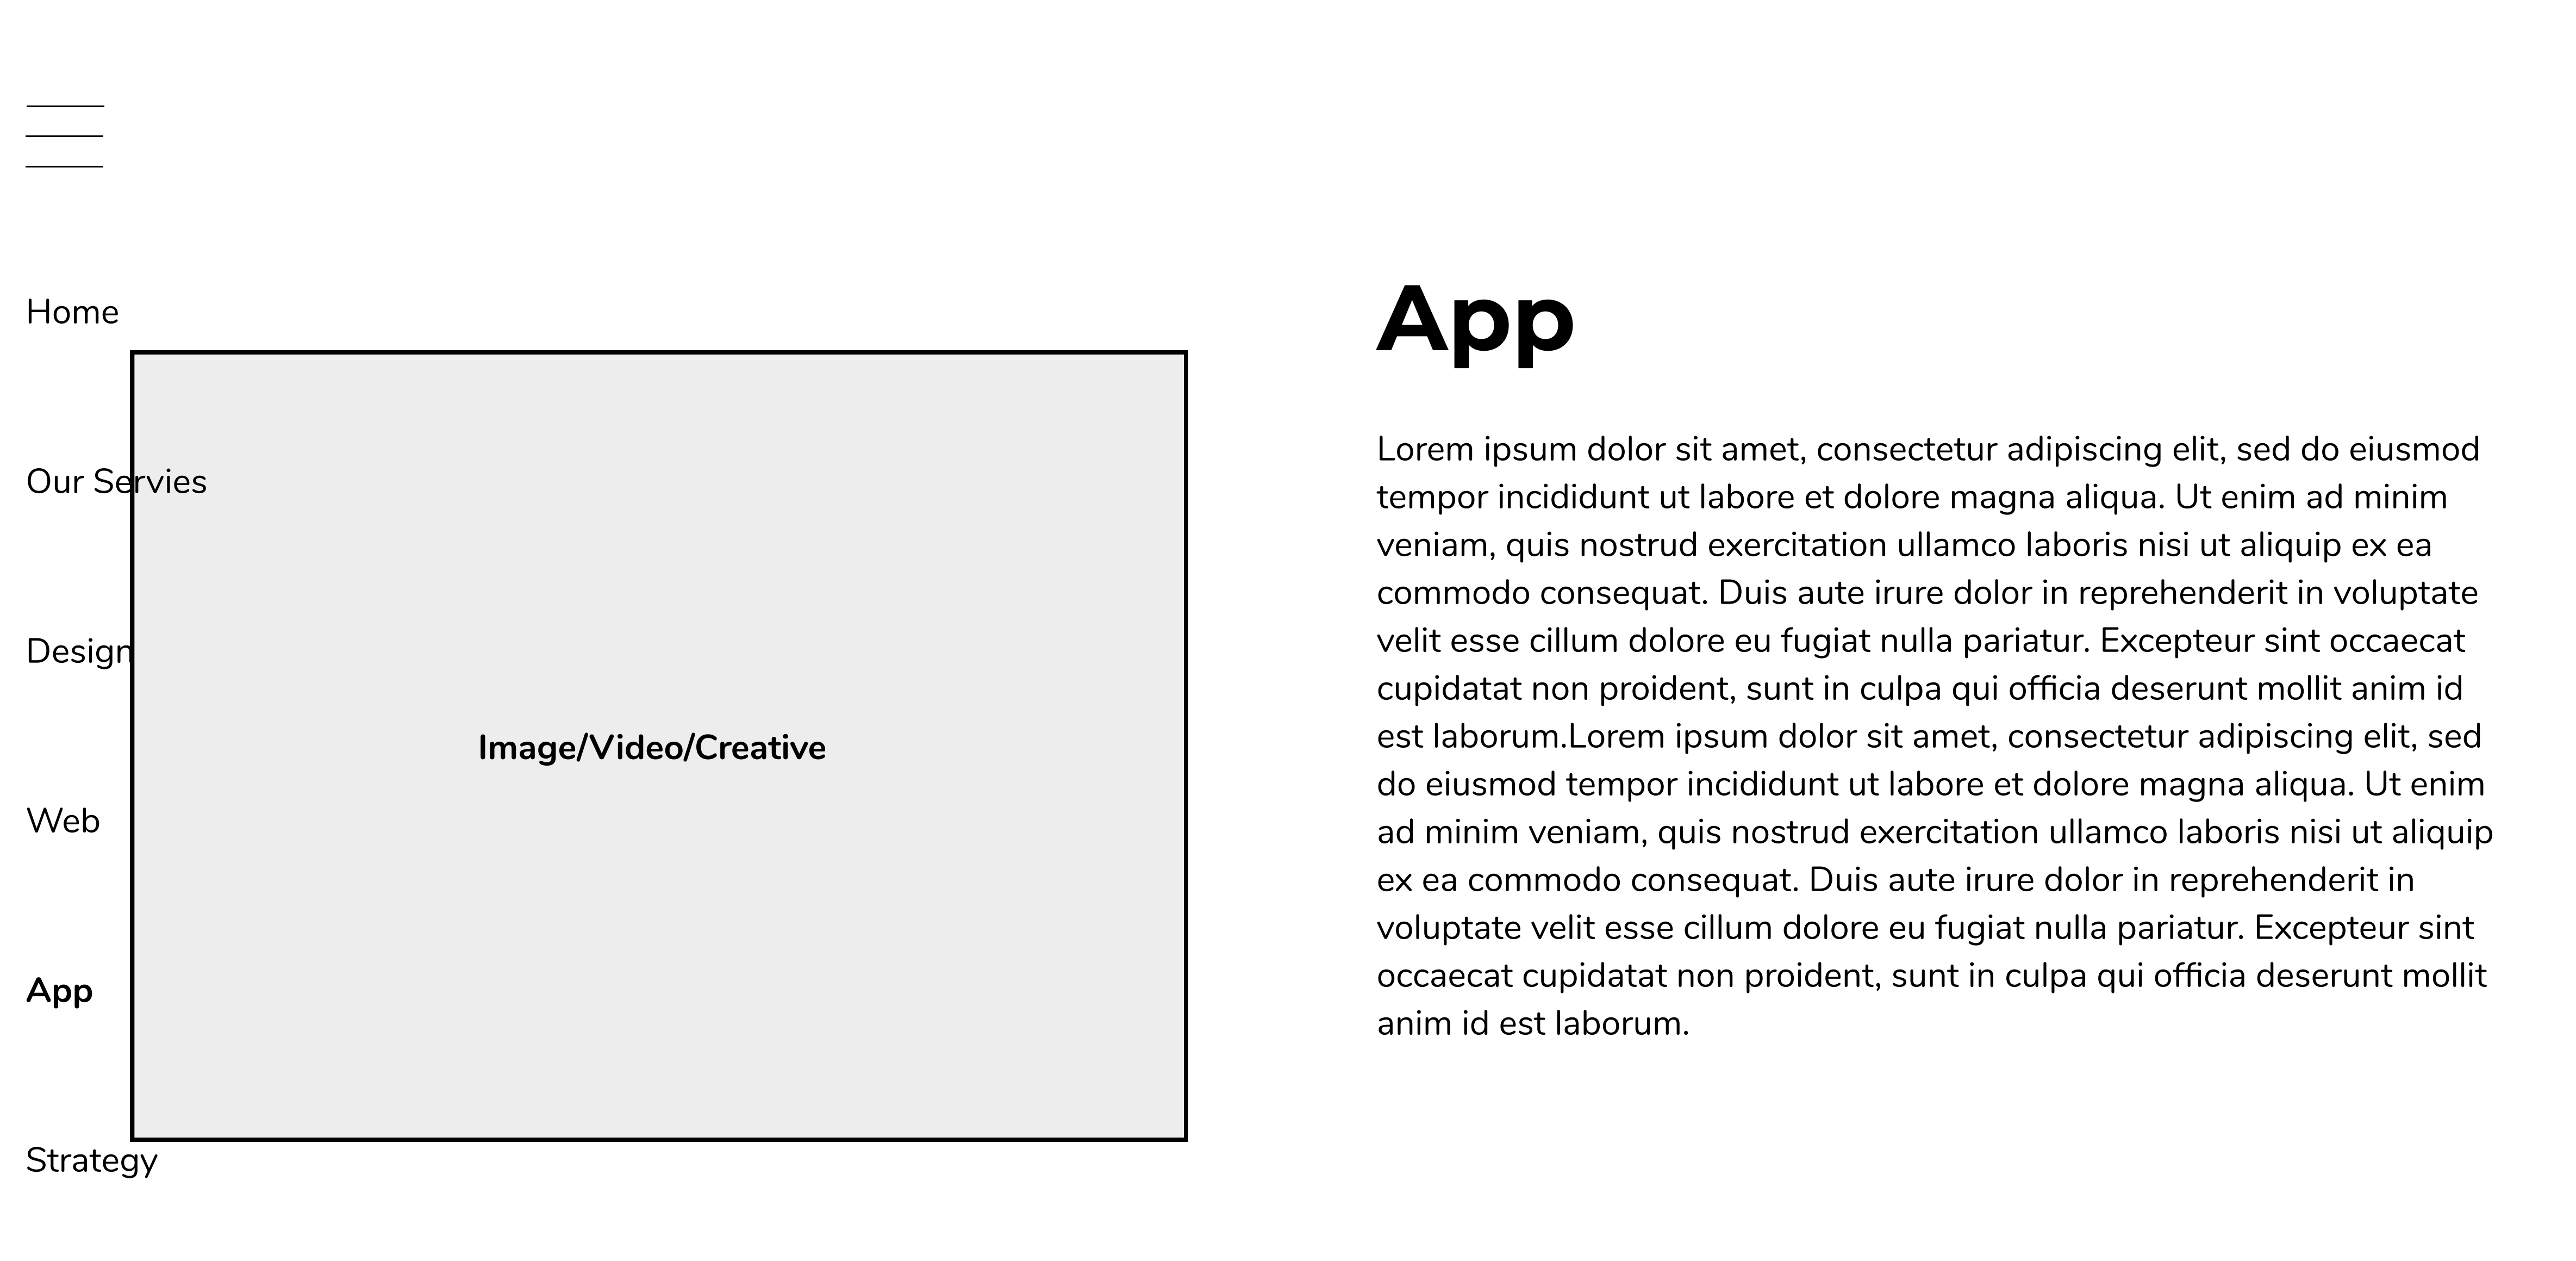 Home
Our Servies
Design
Web
App
Strategy
Image/Video/Creative
App
Lorem ipsum dolor sit amet, consectetur adipiscing elit, sed do eiusmod
tempor incididunt ut labore et dolore magna aliqua. Ut enim ad minim
veniam, quis nostrud exercitation ullamco laboris nisi ut aliquip ex ea
commodo consequat. Duis aute irure dolor in reprehenderit in voluptate
velit esse cillum dolore eu fugiat nulla pariatur. Excepteur sint occaecat
cupidatat non proident, sunt in culpa qui officia deserunt mollit anim id
est laborum.Lorem ipsum dolor sit amet, consectetur adipiscing elit, sed
do eiusmod tempor incididunt ut labore et dolore magna aliqua. Ut enim
ad minim veniam, quis nostrud exercitation ullamco laboris nisi ut aliquip
ex ea commodo consequat. Duis aute irure dolor in reprehenderit in
voluptate velit esse cillum dolore eu fugiat nulla pariatur. Excepteur sint
occaecat cupidatat non proident, sunt in culpa qui officia deserunt mollit
anim id est laborum.